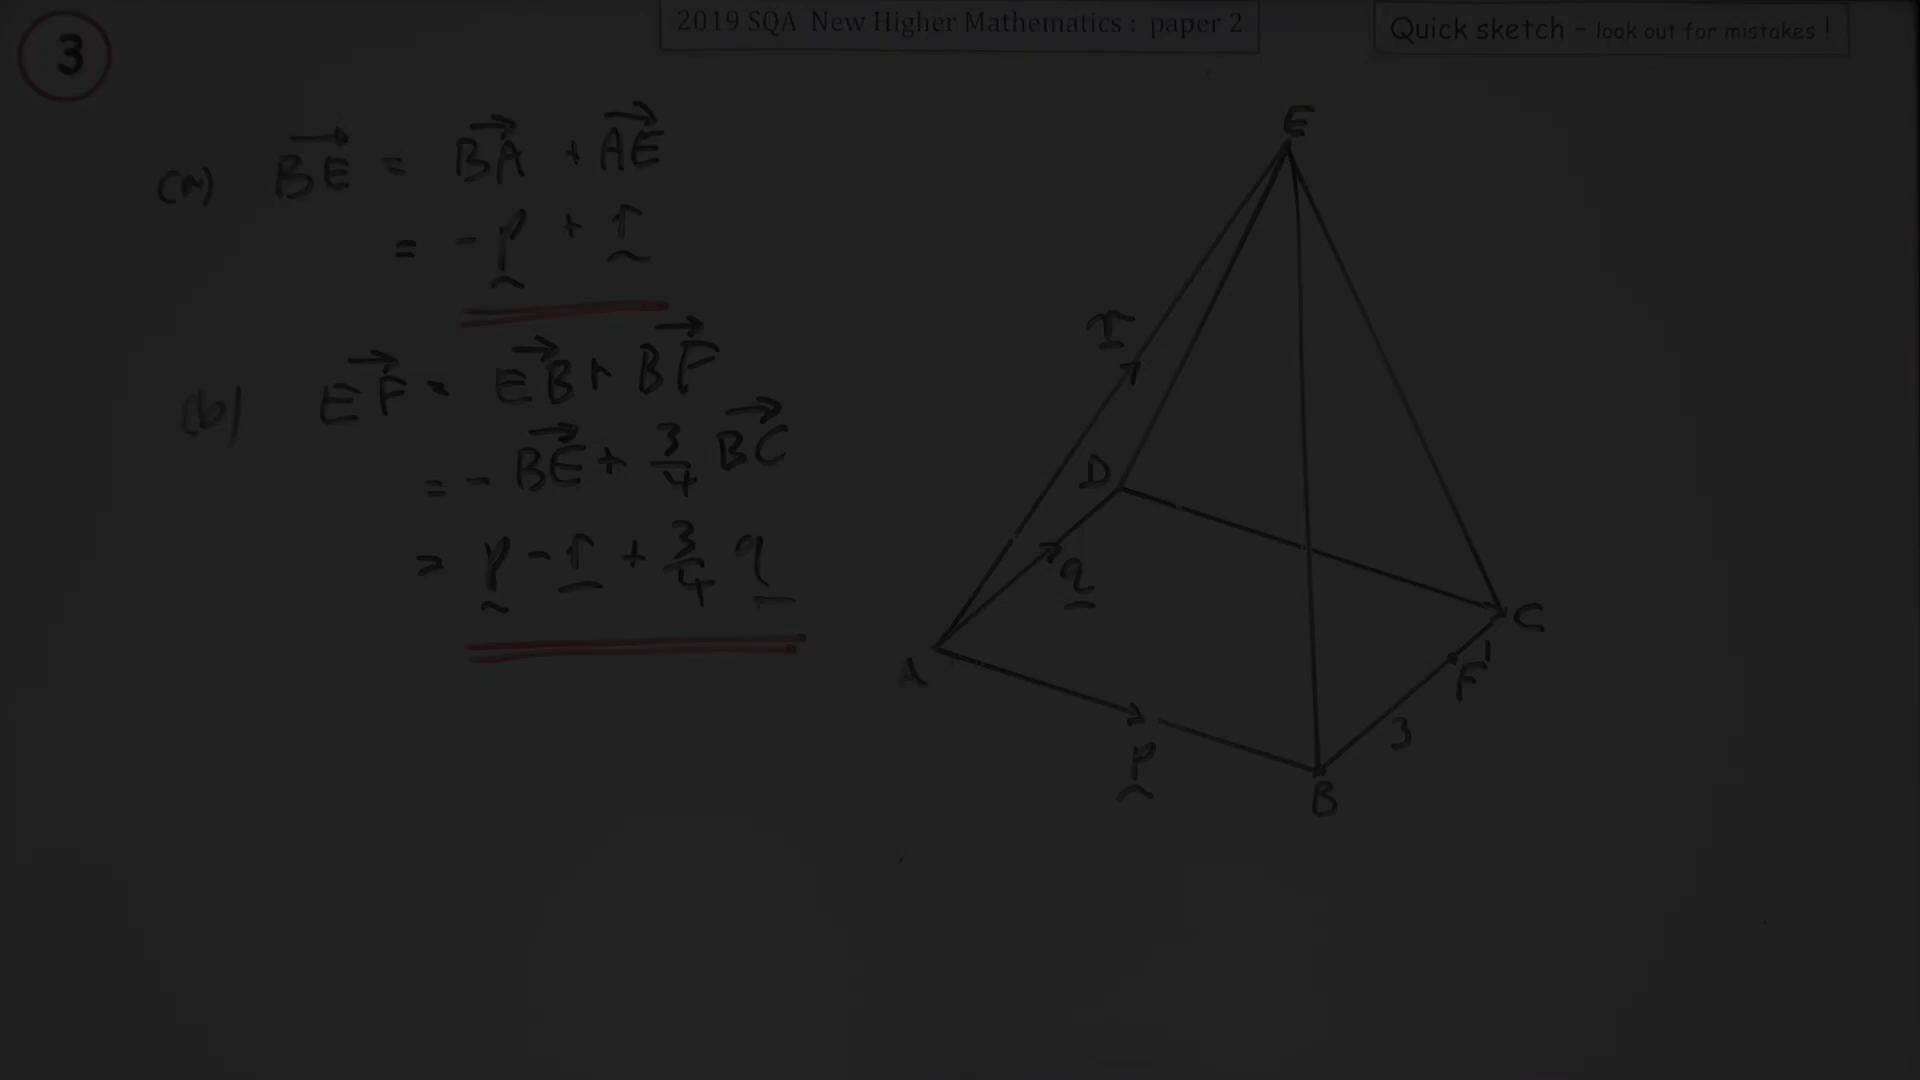 3
2019 SQA New Higher Mathematics : paper 2
Quick sketch - look out for mistakes !
(a) BE⃗ = BA⃗ + AE⃗
= - p + r
(b) EF⃗ = EB⃗ + BF⃗
= - BE⃗ + 3/4 BC⃗
= p - r + 3/4 q
E
r
D
q
A
C
1
F
3
p
B